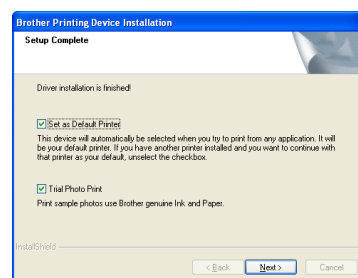 Brother Printing Device Installation
Setup Complete
Driver installation is finished!
Set as Default Printer
This device will automatically be selected when you try to print from any application. It will
be your default printer. If you have another printer installed and you want to continue with
that printer as your default, unselect the checkbox.
Trial Photo Print
Print sample photos use Brother genuine Ink and Paper.
InstallShield
< Back
Next >
Cancel